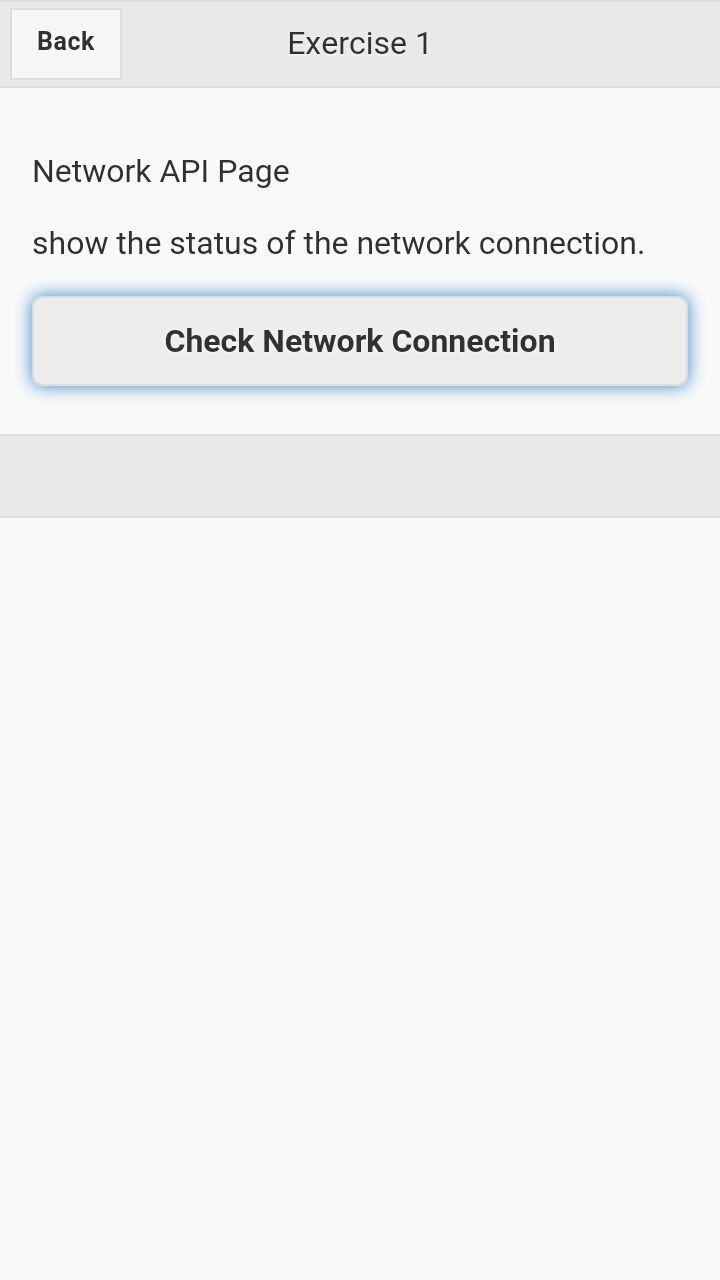 Back
Exercise 1
Network API Page
show the status of the network connection.
Check Network Connection